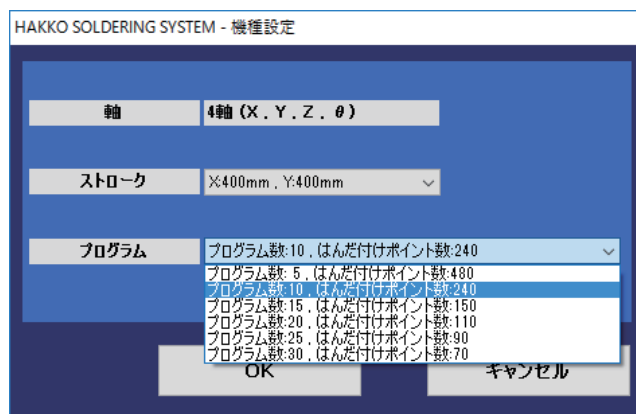 HAKKO SOLDERING SYSTEM - 機種設定
軸 4軸 (X . Y . Z . θ)
ストローク X:400mm , Y:400mm
プログラム プログラム数:10 , はんだ付けポイント数:240
プログラム数: 5 , はんだ付けポイント数:480
プログラム数:10 , はんだ付けポイント数:240
プログラム数:15 , はんだ付けポイント数:150
プログラム数:20 , はんだ付けポイント数:110
プログラム数:25 , はんだ付けポイント数:90
プログラム数:30 , はんだ付けポイント数:70
OK キャンセル